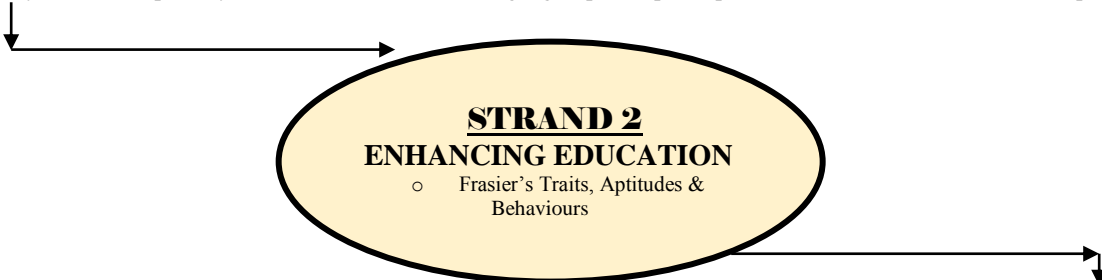 STRAND 2
ENHANCING EDUCATION
o Frasier's Traits, Aptitudes &
Behaviours